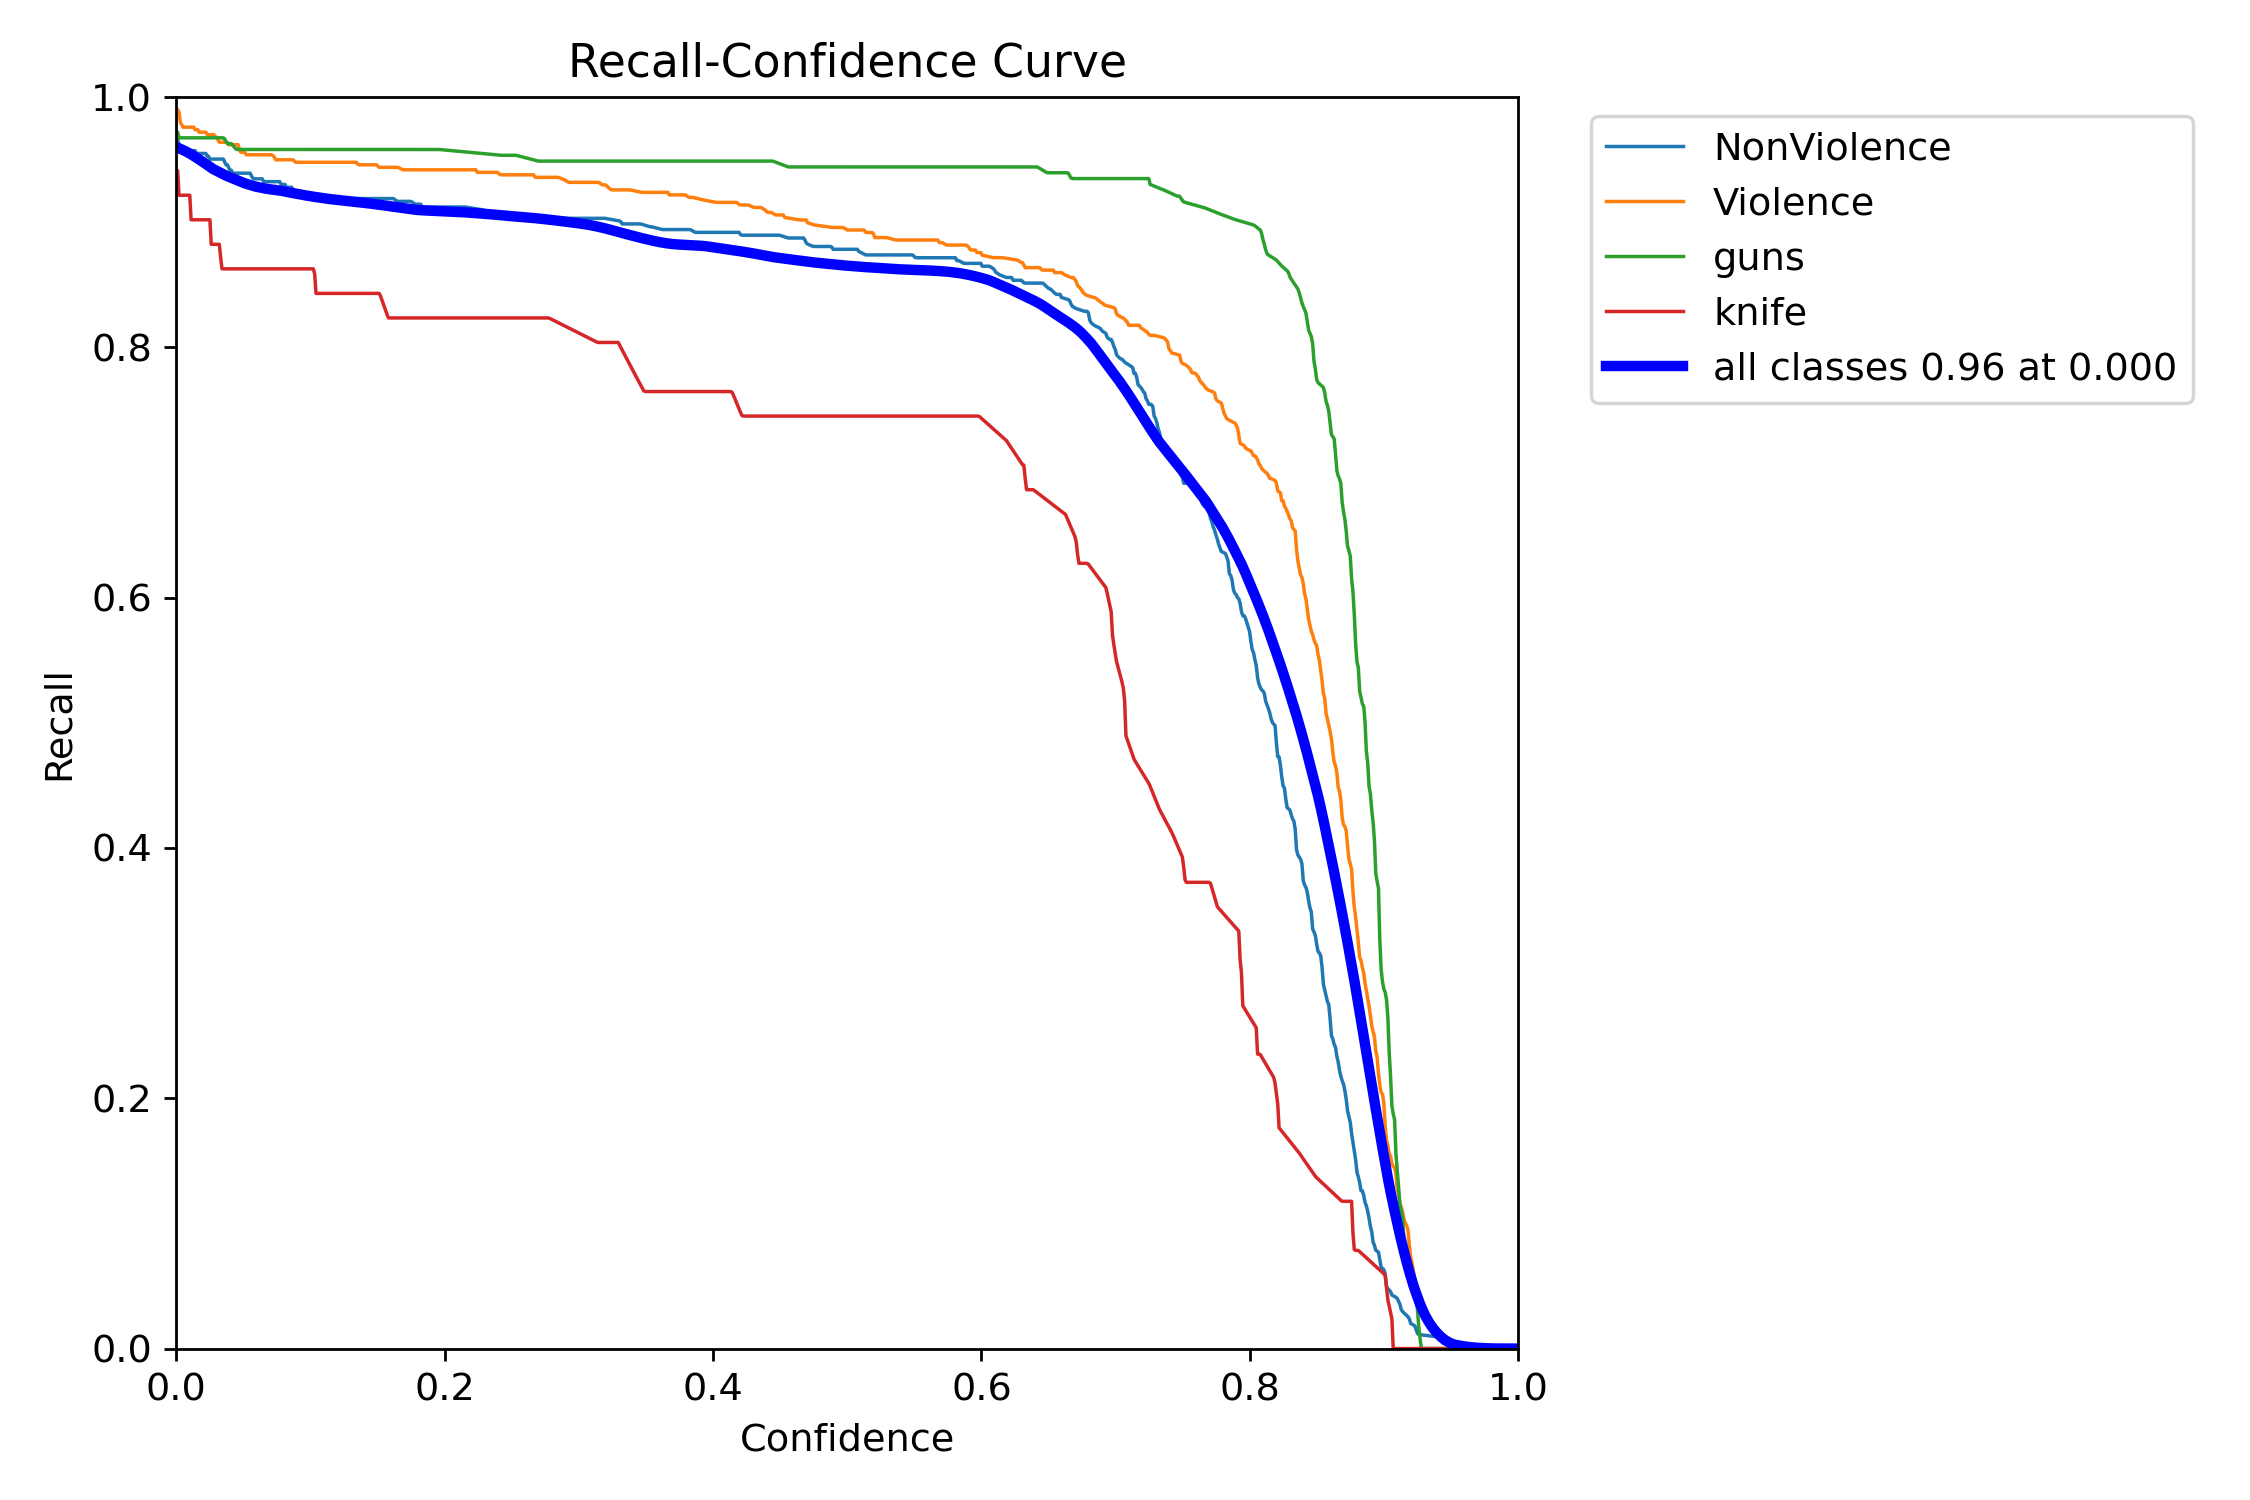 Recall-Confidence Curve
1.0
0.8
0.6
0.4
0.2
0.0
Recall
0.0 0.2 0.4 0.6 0.8 1.0
Confidence
NonViolence
Violence
guns
knife
all classes 0.96 at 0.000